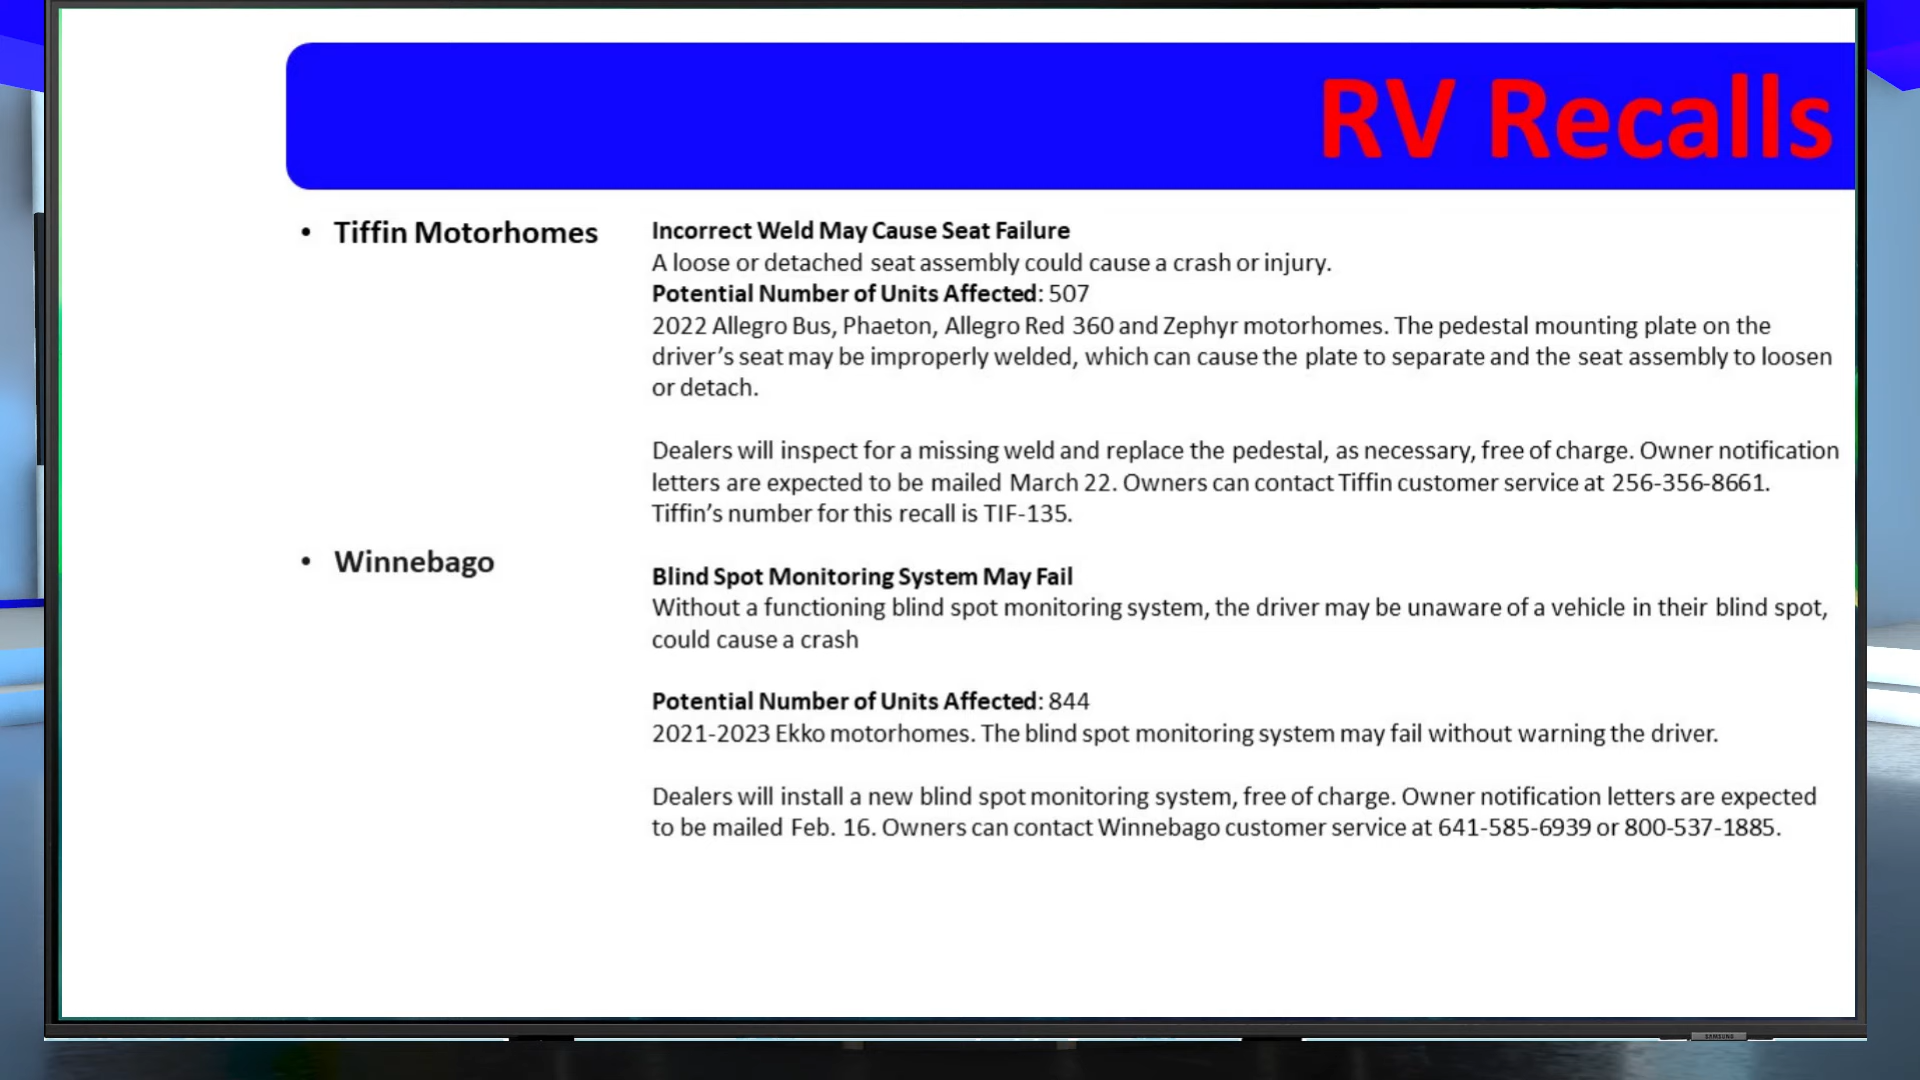 RV Recalls
• Tiffin Motorhomes
Incorrect Weld May Cause Seat Failure
A loose or detached seat assembly could cause a crash or injury.
Potential Number of Units Affected: 507
2022 Allegro Bus, Phaeton, Allegro Red 360 and Zephyr motorhomes. The pedestal mounting plate on the
driver’s seat may be improperly welded, which can cause the plate to separate and the seat assembly to loosen
or detach.
Dealers will inspect for a missing weld and replace the pedestal, as necessary, free of charge. Owner notification
letters are expected to be mailed March 22. Owners can contact Tiffin customer service at 256-356-8661.
Tiffin’s number for this recall is TIF-135.
• Winnebago
Blind Spot Monitoring System May Fail
Without a functioning blind spot monitoring system, the driver may be unaware of a vehicle in their blind spot,
could cause a crash
Potential Number of Units Affected: 844
2021-2023 Ekko motorhomes. The blind spot monitoring system may fail without warning the driver.
Dealers will install a new blind spot monitoring system, free of charge. Owner notification letters are expected
to be mailed Feb. 16. Owners can contact Winnebago customer service at 641-585-6939 or 800-537-1885.
SAMSUNG